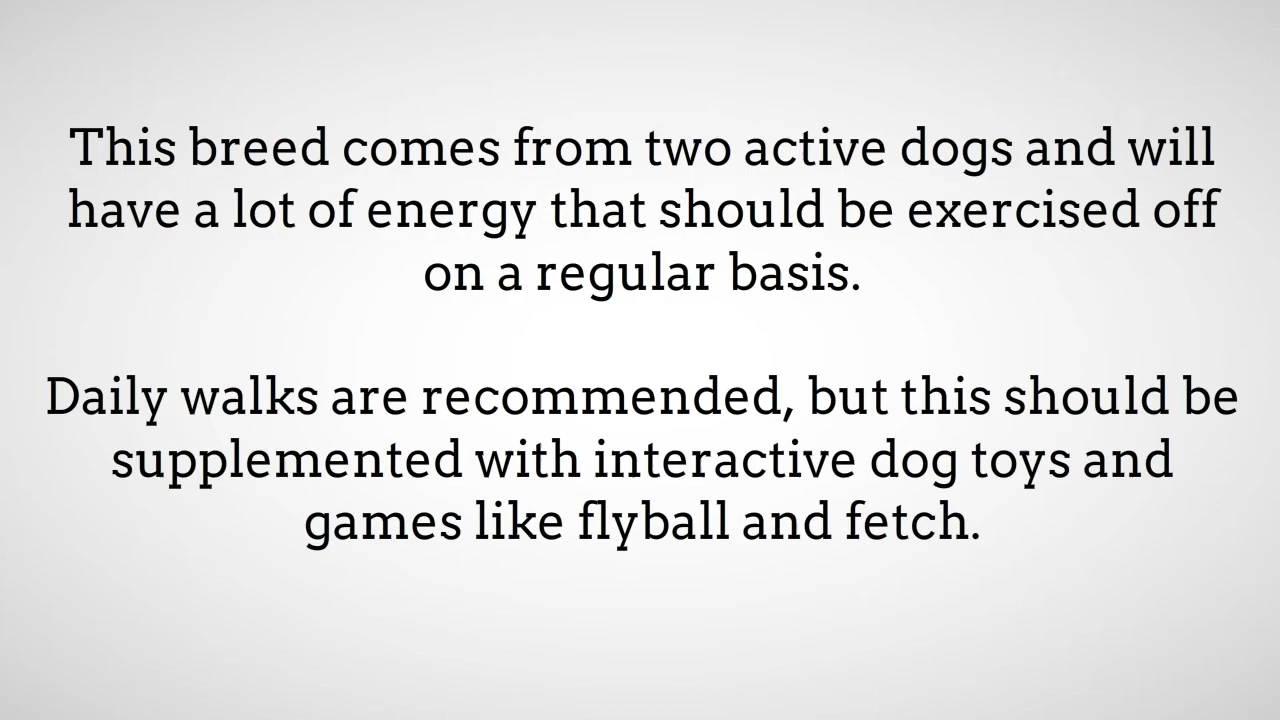 This breed comes from two active dogs and will
have a lot of energy that should be exercised off
on a regular basis.
Daily walks are recommended, but this should be
supplemented with interactive dog toys and
games like flyball and fetch.